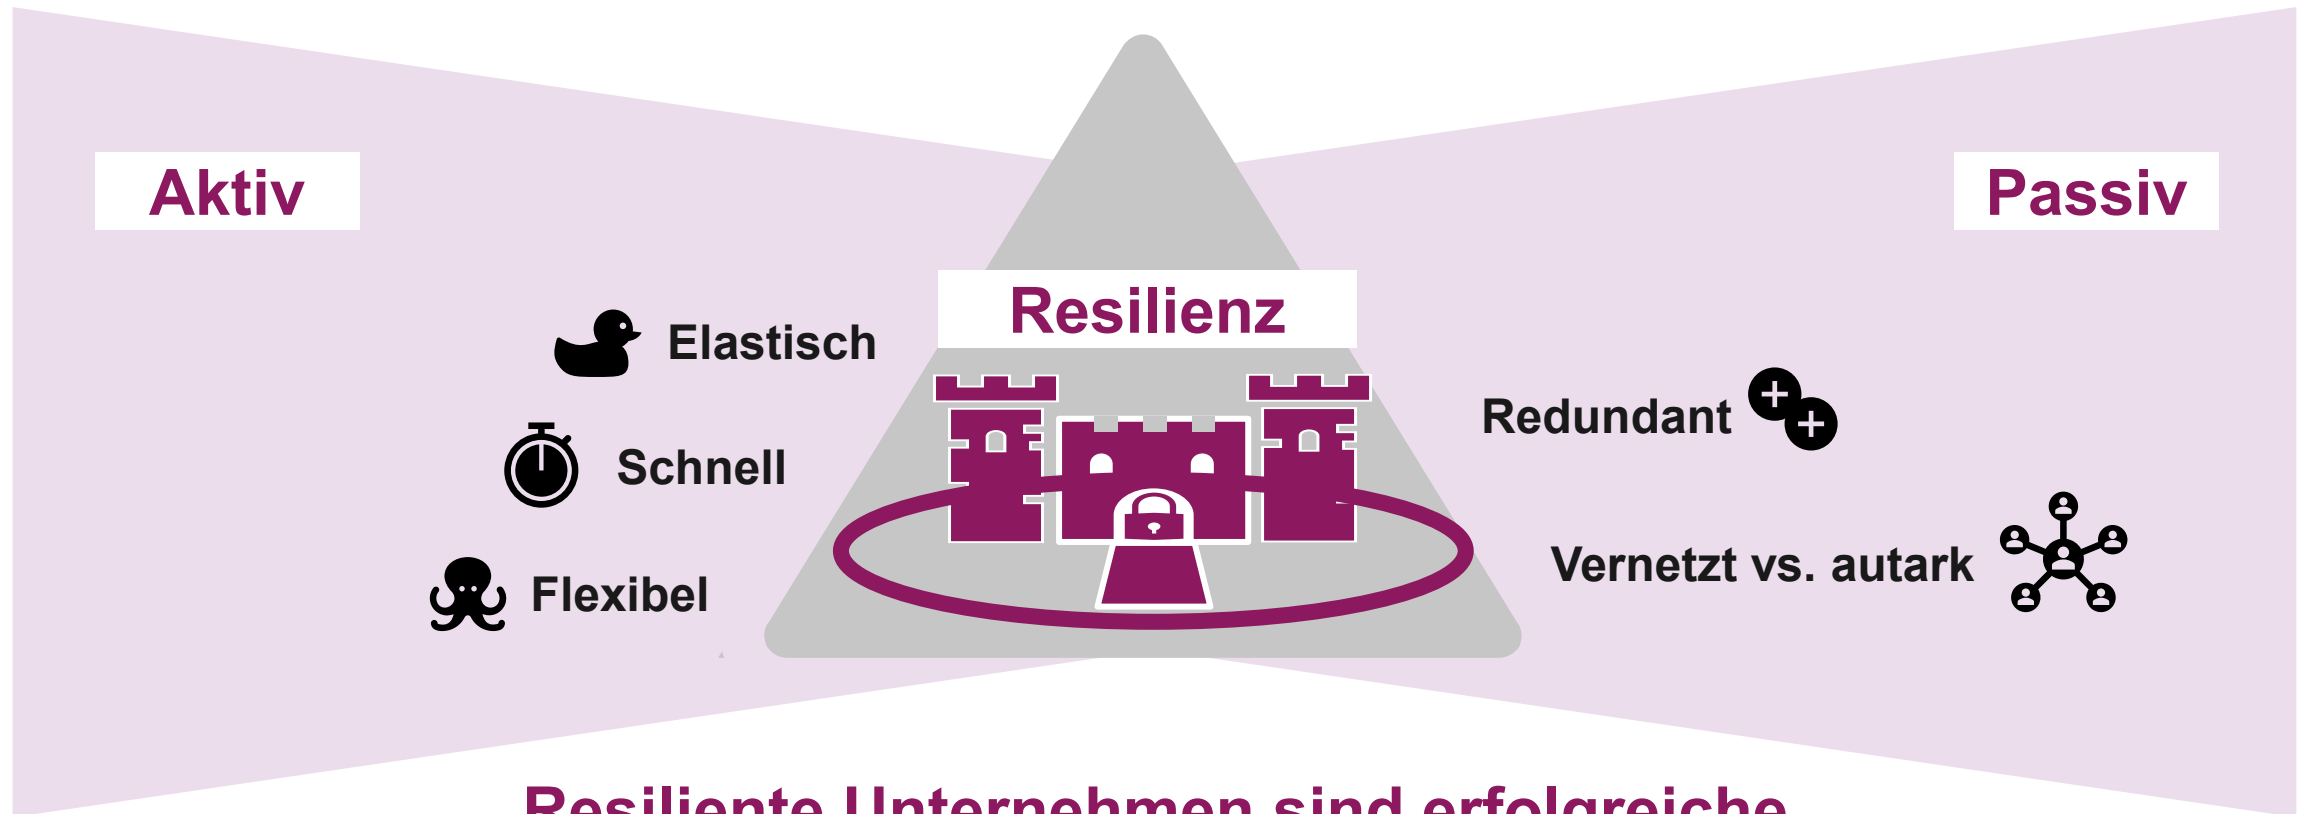 Aktiv
Passiv
Resilienz
Elastisch
Schnell
Flexibel
Redundant
Vernetzt vs. autark
Resiliente Unternehmen sind erfolgreiche